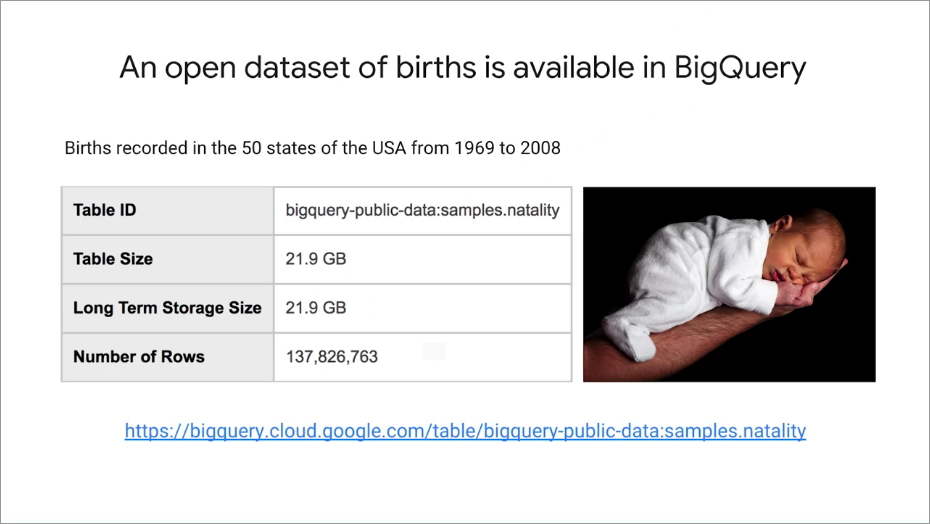 An open dataset of births is available in BigQuery
Births recorded in the 50 states of the USA from 1969 to 2008
Table ID bigquery-public-data:samples.natality
Table Size 21.9 GB
Long Term Storage Size 21.9 GB
Number of Rows 137,826,763
https://bigquery.cloud.google.com/table/bigquery-public-data:samples.natality